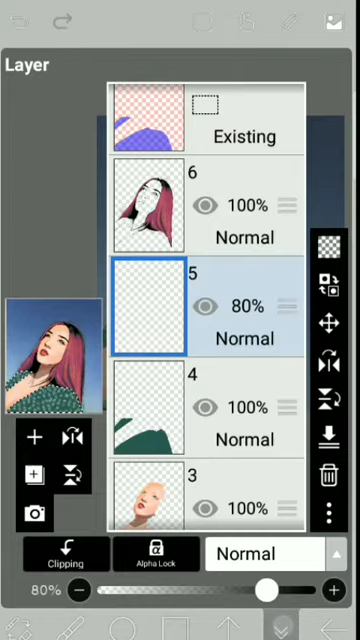 Layer
Existing
6
100%
Normal
5
80%
Normal
4
100%
Normal
3
100%
Clipping
Alpha Lock
Normal
80%